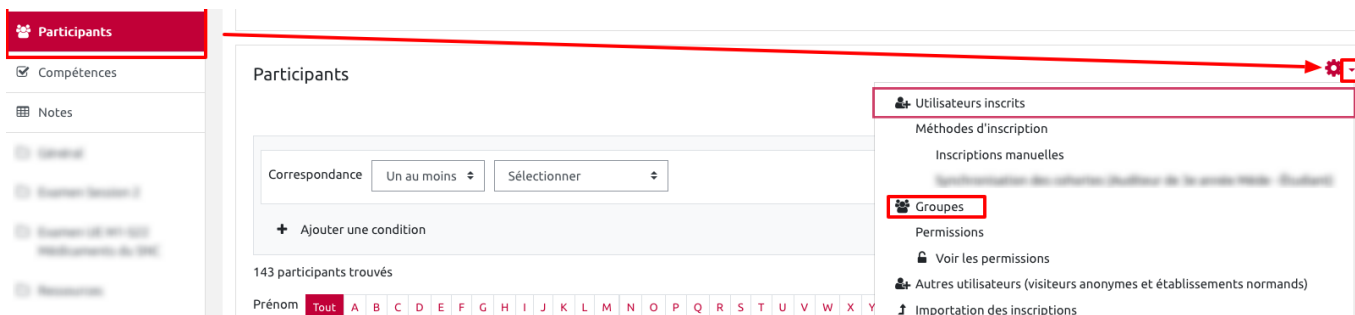 Participants
Compétences
Notes
Participants
Correspondance Un au moins Sélectionner
Ajouter une condition
143 participants trouvés
Prénom Tout A B C D E F G H I J K L M N O P Q R S T U V W X Y
Utilisateurs inscrits
Méthodes d'inscription
Inscriptions manuelles
Groupes
Permissions
Voir les permissions
Autres utilisateurs (visiteurs anonymes et établissements normands)
Importation des inscriptions